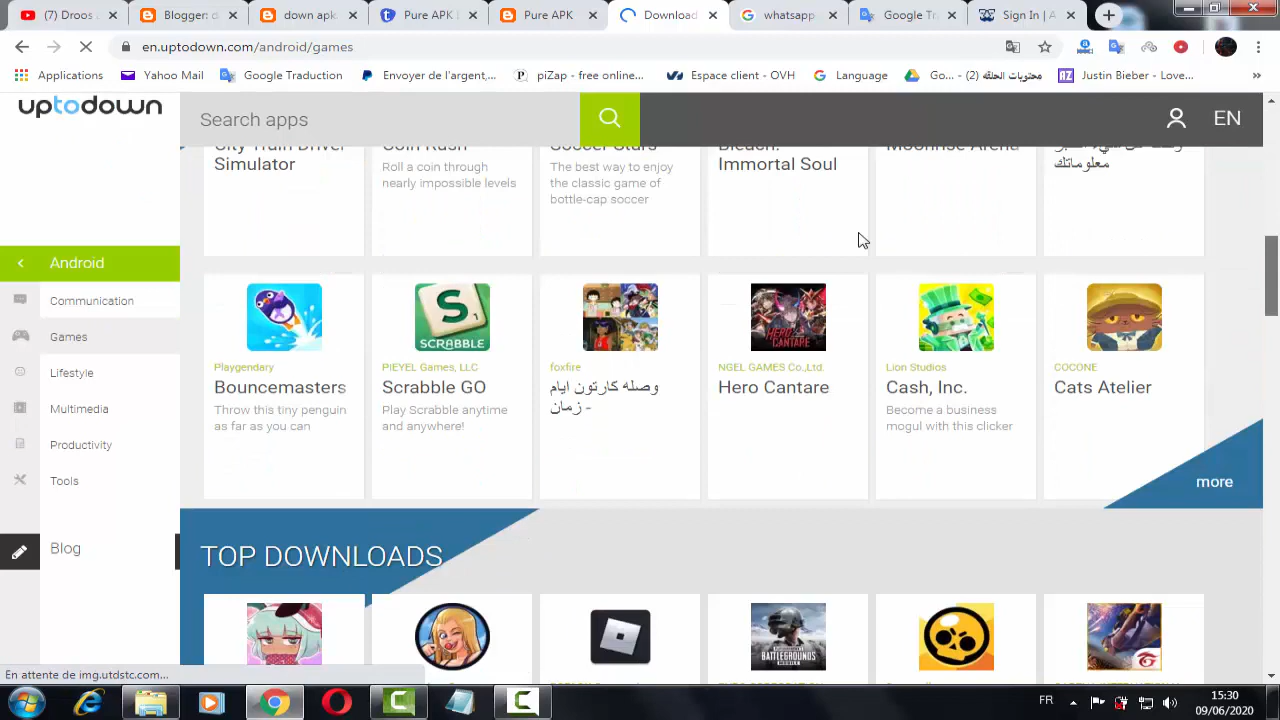 Droos
Blogger: d
down apk
Pure APK
Pure APK
Download
whatsapp
Google Tr
Sign In | A
en.uptodown.com/android/games
Applications
Yahoo Mail
Google Traduction
Envoyer de l'argent,...
piZap - free online...
Espace client - OVH
Language
Go... - (2) محتويات الحلقه
Justin Bieber - Love...
»
uptodown
Search apps
EN
City Train Driver
Simulator
Coin Rush
Roll a coin through
nearly impossible levels
Soccer Stars
The best way to enjoy
the classic game of
bottle-cap soccer
Bleach:
Immortal Soul
Moonrise Arena
معلوماتك
Android
Communication
Games
Lifestyle
Multimedia
Productivity
Tools
Blog
Playgendary
Bouncemasters
Throw this tiny penguin
as far as you can
SCRABBLE
PIEYEL Games, LLC
Scrabble GO
Play Scrabble anytime
and anywhere!
foxfire
وصله كارتون ايام
زمان -
HERO
CANTARE
NGEL GAMES Co.,Ltd.
Hero Cantare
Lion Studios
Cash, Inc.
Become a business
mogul with this clicker
COCONE
Cats Atelier
more
TOP DOWNLOADS
BATTLEGROUNDS
En attente de img.utdstc.com...
FR
15:30
09/06/2020